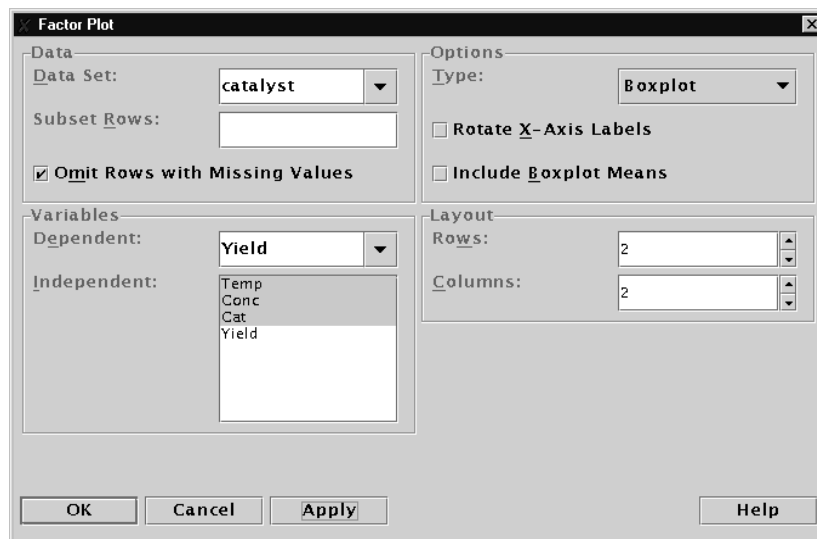 Factor Plot
Data
Data Set:
catalyst
Subset Rows:
Omit Rows with Missing Values
Variables
Dependent:
Yield
Independent:
Temp
Conc
Cat
Yield
Options
Type:
Boxplot
Rotate X-Axis Labels
Include Boxplot Means
Layout
Rows:
2
Columns:
2
OK
Cancel
Apply
Help